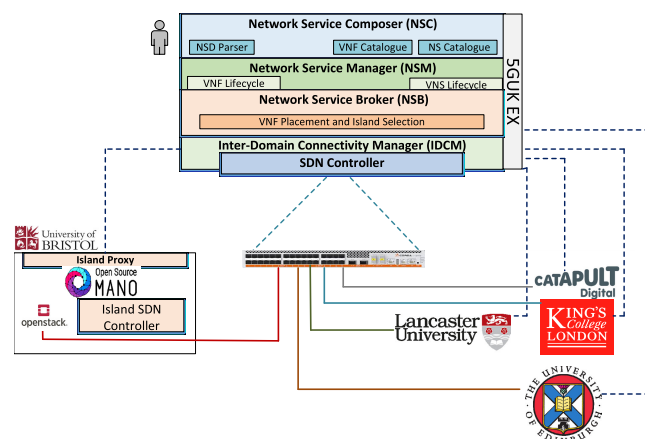 Network Service Composer (NSC)
NSD Parser
VNF Catalogue
NS Catalogue
Network Service Manager (NSM)
VNF Lifecycle
VNS Lifecycle
Network Service Broker (NSB)
VNF Placement and Island Selection
Inter-Domain Connectivity Manager (IDCM)
SDN Controller
5GUK EX
University of
BRISTOL
Island Proxy
Open Source
MANO
openstack.
Island SDN
Controller
CATAPULT
Digital
Lancaster
University
KING'S
College
LONDON
THE UNIVERSITY
OF EDINBURGH